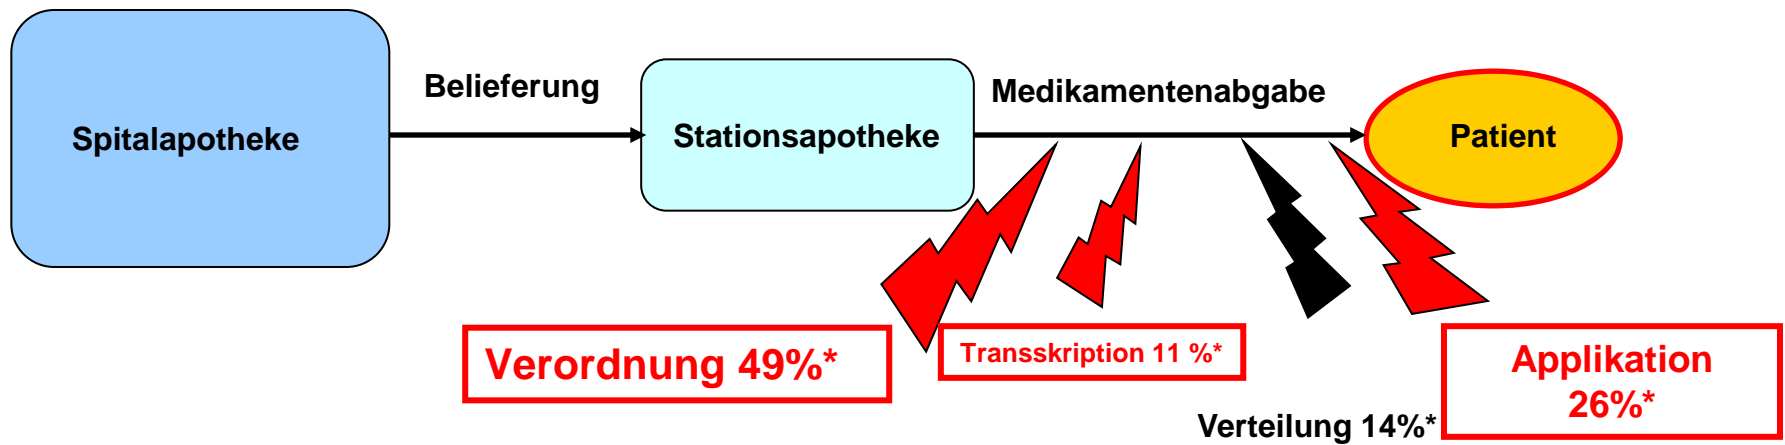 Spitalapotheke
Belieferung
Stationsapotheke
Medikamentenabgabe
Patient
Verordnung 49%*
Transskription 11 %*
Verteilung 14%*
Applikation
26%*